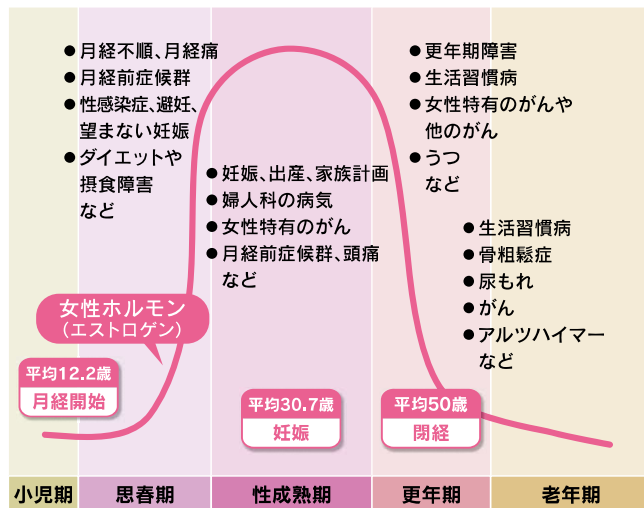 ● 月経不順、月経痛
● 月経前症候群
● 性感染症、避妊、
望まない妊娠
● ダイエットや
摂食障害
など
● 妊娠、出産、家族計画
● 婦人科の病気
● 女性特有のがん
● 月経前症候群、頭痛
など
● 更年期障害
● 生活習慣病
● 女性特有のがんや
他のがん
● うつ
など
● 生活習慣病
● 骨粗鬆症
● 尿もれ
● がん
● アルツハイマー
など
女性ホルモン
(エストロゲン)
平均12.2歳
月経開始
平均30.7歳
妊娠
平均50歳
閉経
小児期
思春期
性成熟期
更年期
老年期